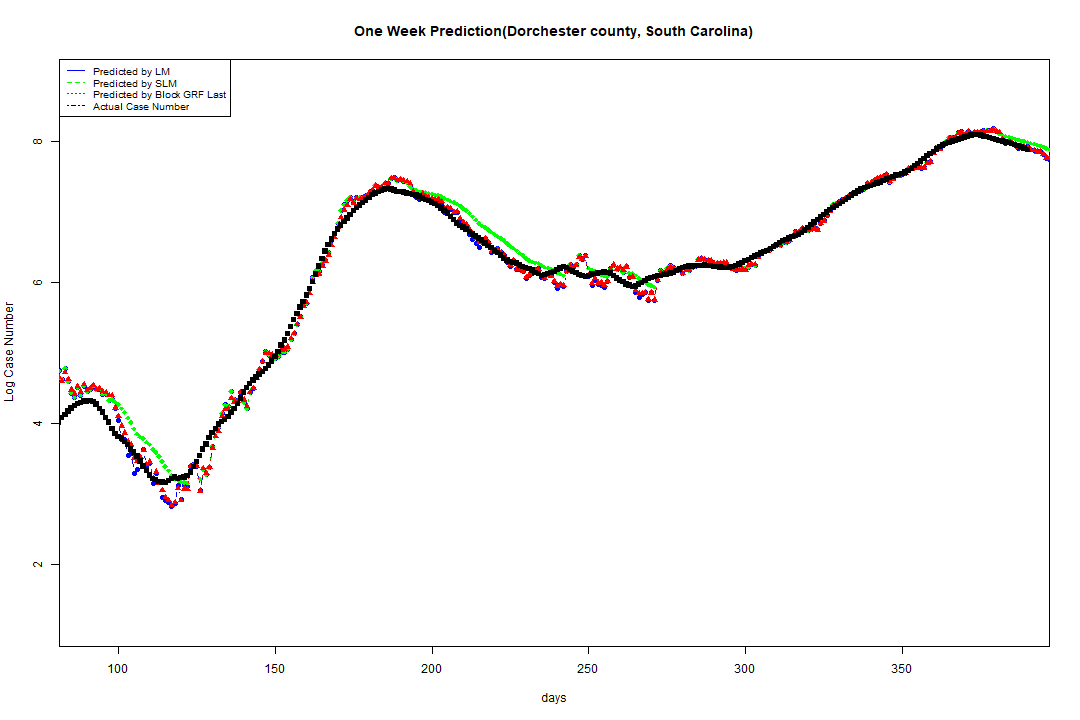 One Week Prediction(Dorchester county, South Carolina)
Predicted by LM
Predicted by SLM
Predicted by Block GRF Last
Actual Case Number
8
6
4
2
Log Case Number
100 150 200 250 300 350
days